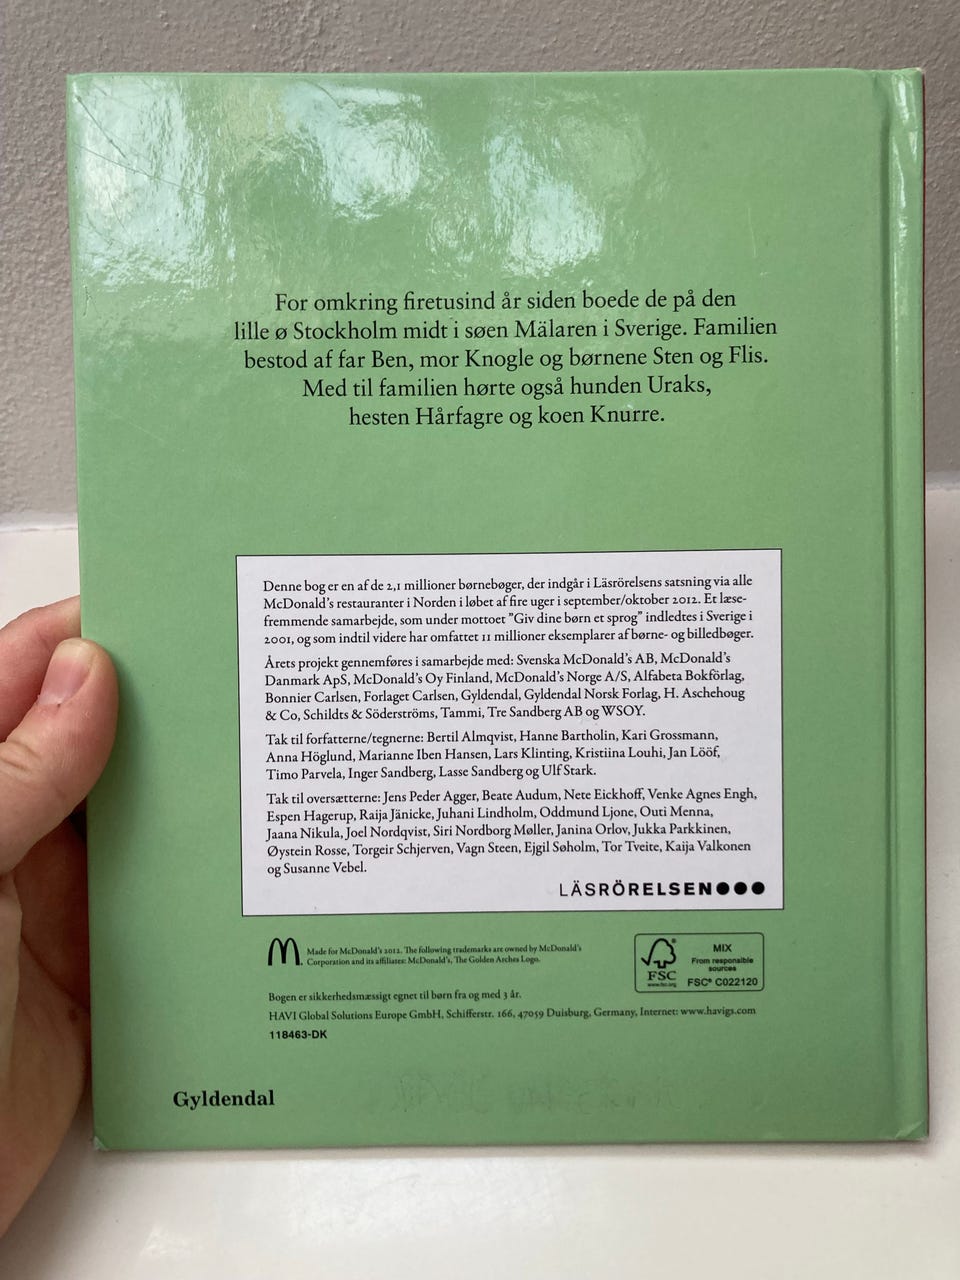 For omkring firetusind år siden boede de på den
lille ø Stockholm midt i søen Mälaren i Sverige. Familien
bestod af far Ben, mor Knogle og børnene Sten og Flis.
Med til familien hørte også hunden Uraks,
hesten Hårfagre og koen Knurre.
Denne bog er en af de 2,1 millioner børnebøger, der indgår i Läsrörelsens satsning via alle
McDonald's restauranter i Norden i løbet af fire uger i september/oktober 2012. Et læse-
fremmende samarbejde, som under mottoet "Giv dine børn et sprog" indledtes i Sverige i
2001, og som indtil videre har omfattet 11 millioner eksemplarer af børne- og billedbøger.
Årets projekt gennemføres i samarbejde med: Svenska McDonald's AB, McDonald's
Danmark ApS, McDonald's Oy Finland, McDonald's Norge A/S, Alfabeta Bokförlag,
Bonnier Carlsen, Forlaget Carlsen, Gyldendal, Gyldendal Norsk Forlag, H. Aschehoug
& Co, Schildts & Söderströms, Tammi, Tre Sandberg AB og WSOY.
Tak til forfatterne/tegnerne: Bertil Almqvist, Hanne Bartholin, Kari Grossmann,
Anna Höglund, Marianne Iben Hansen, Lars Klinting, Kristiina Louhi, Jan Lööf,
Timo Parvela, Inger Sandberg, Lasse Sandberg og Ulf Stark.
Tak til oversætterne: Jens Peder Agger, Beate Audum, Nete Eickhoff, Venke Agnes Engh,
Espen Hagerup, Raija Jänicke, Juhani Lindholm, Oddmund Ljone, Outi Menna,
Jaana Nikula, Joel Nordqvist, Siri Nordborg Møller, Janina Orlov, Jukka Parkkinen,
Øystein Rosse, Torgeir Schjerven, Vagn Steen, Ejgil Søholm, Tor Tveite, Kaija Valkonen
og Susanne Vebel.
LÄSRÖRELSEN●●●
Made for McDonald's 2012. The following trademarks are owned by McDonald's
Corporation and its affiliates: McDonald's, The Golden Arches Logo.
FSC
www.fsc.org
MIX
From responsible
sources
FSC® C022120
Bogen er sikkerhedsmæssigt egnet til børn fra og med 3 år.
HAVI Global Solutions Europe GmbH, Schifferstr. 166, 47059 Duisburg, Germany, Internet: www.havigs.com
118463-DK
Gyldendal